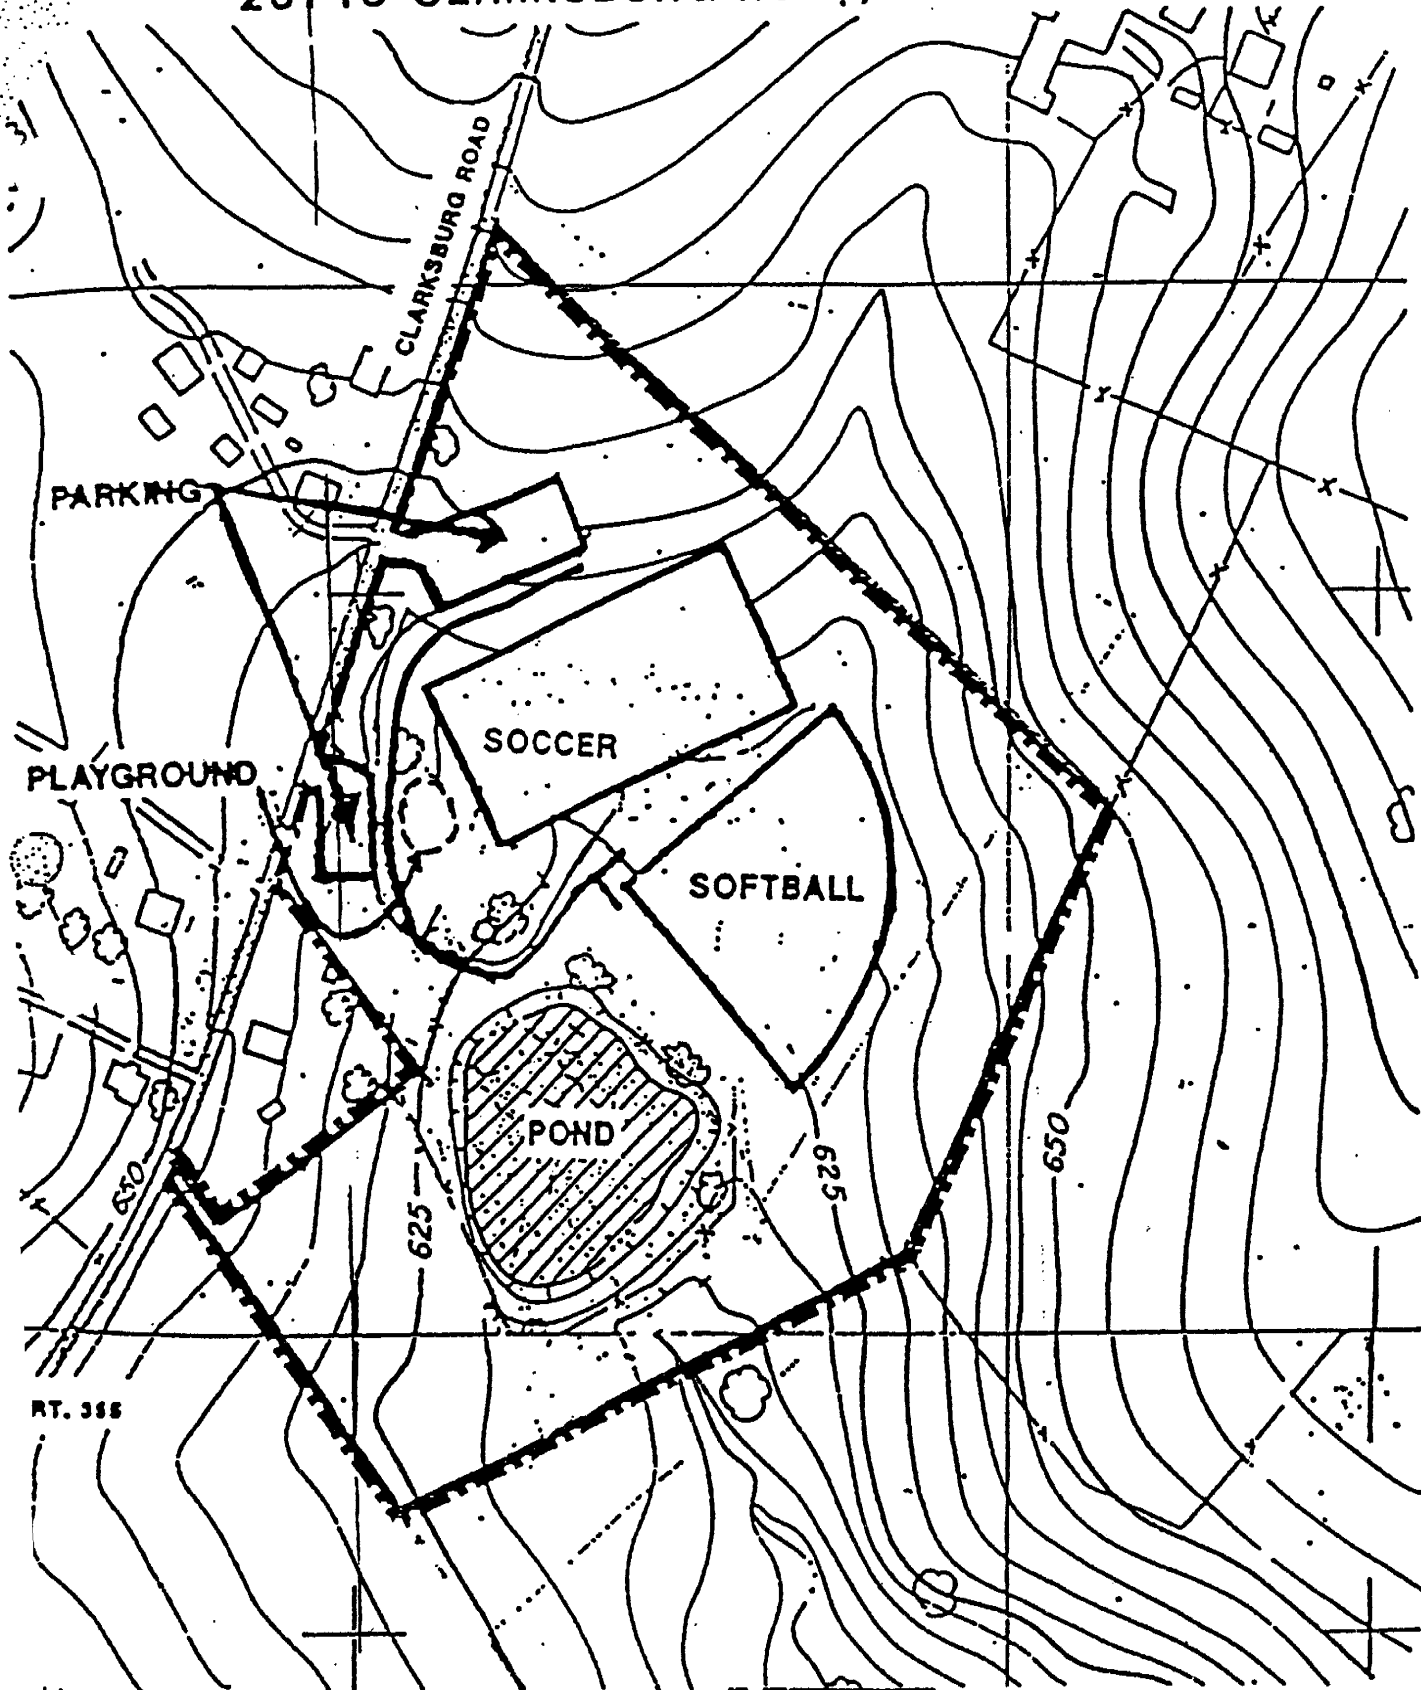 CLARKSBURG ROAD
PARKING
SOCCER
PLAYGROUND
SOFTBALL
POND
650
625
625
650
RT. 355